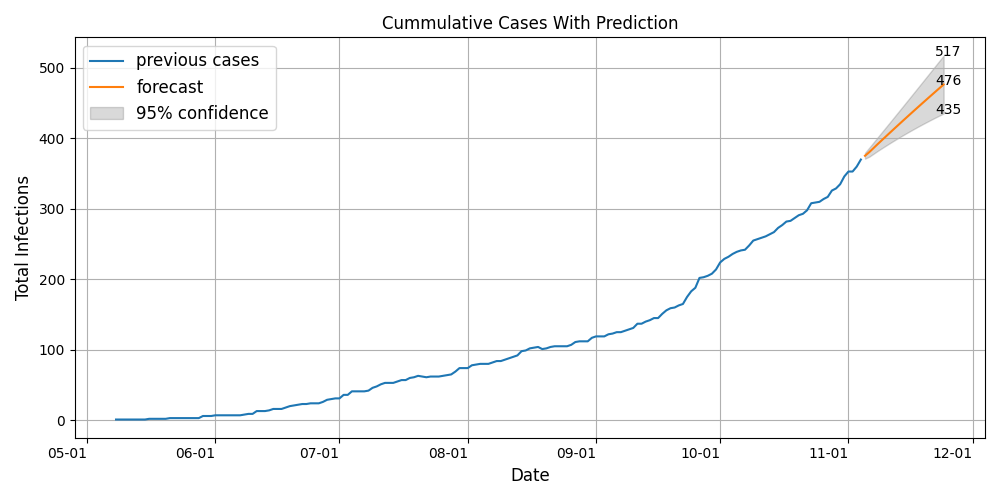 Cummulative Cases With Prediction
previous cases
forecast
95% confidence
517
476
435
Total Infections
500
400
300
200
100
0
05-01 06-01 07-01 08-01 09-01 10-01 11-01 12-01
Date